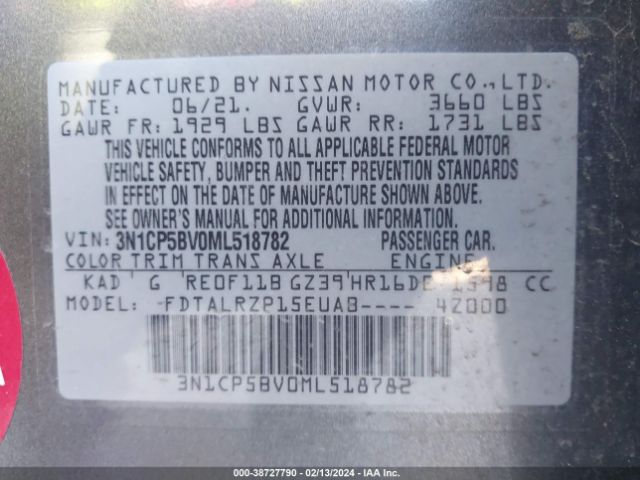 MANUFACTURED BY NISSAN MOTOR CO., LTD.
DATE: 06/21. GVWR: 3660 LBS
GAWR FR: 1929 LBS GAWR RR: 1731 LBS
THIS VEHICLE CONFORMS TO ALL APPLICABLE FEDERAL MOTOR
VEHICLE SAFETY, BUMPER AND THEFT PREVENTION STANDARDS
IN EFFECT ON THE DATE OF MANUFACTURE SHOWN ABOVE.
SEE OWNER'S MANUAL FOR ADDITIONAL INFORMATION.
VIN: 3N1CP5BV0ML518782 PASSENGER CAR.
COLOR TRIM TRANS AXLE ENGINE
KAD G RE0F11B GZ39 HR16DE 1598 CC
MODEL: FDTALRZP15EUAB---- 42000
3N1CP5BV0ML518782
000-38727790 - 02/13/2024 - IAA Inc.